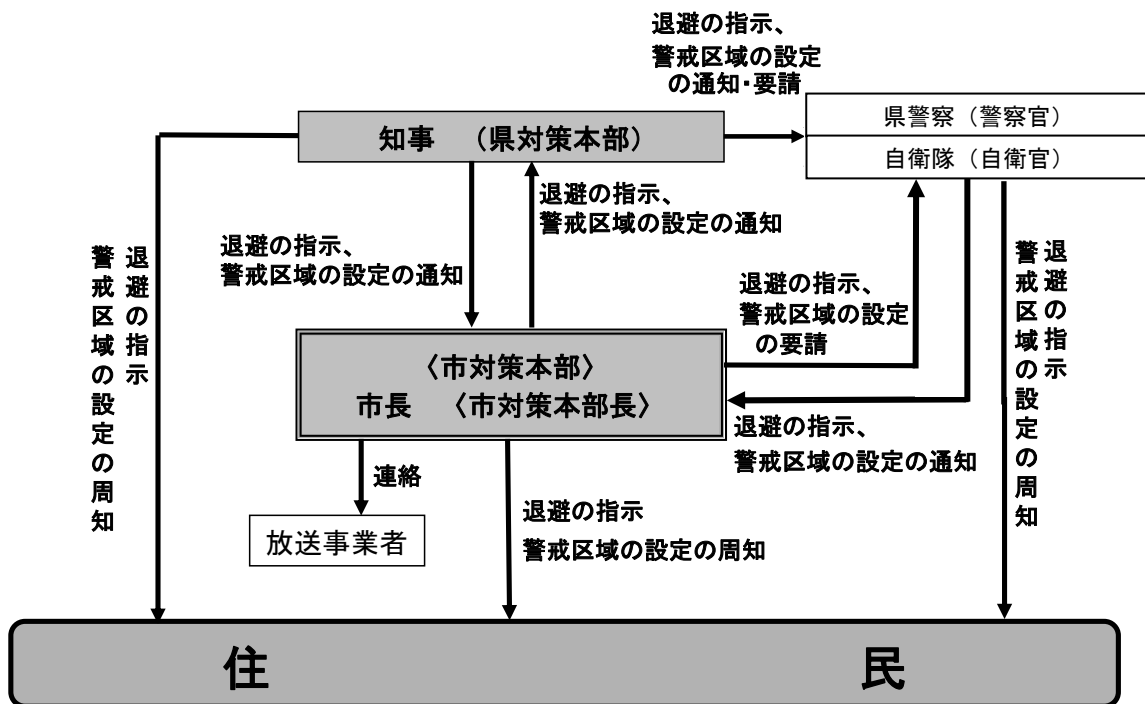 退避の指示、
警戒区域の設定
の通知・要請
県警察（警察官）
知事　（県対策本部）
自衛隊（自衛官）
退避の指示、
警戒区域の設定の通知
退避の指示、
警戒区域の設定の通知
退避の指示
警戒区域の設定の周知
退避の指示
警戒区域の設定の周知
退避の指示、
警戒区域の設定
の要請
〈市対策本部〉
市長　〈市対策本部長〉
退避の指示、
警戒区域の設定の通知
連絡
放送事業者
退避の指示
警戒区域の設定の周知
住　民